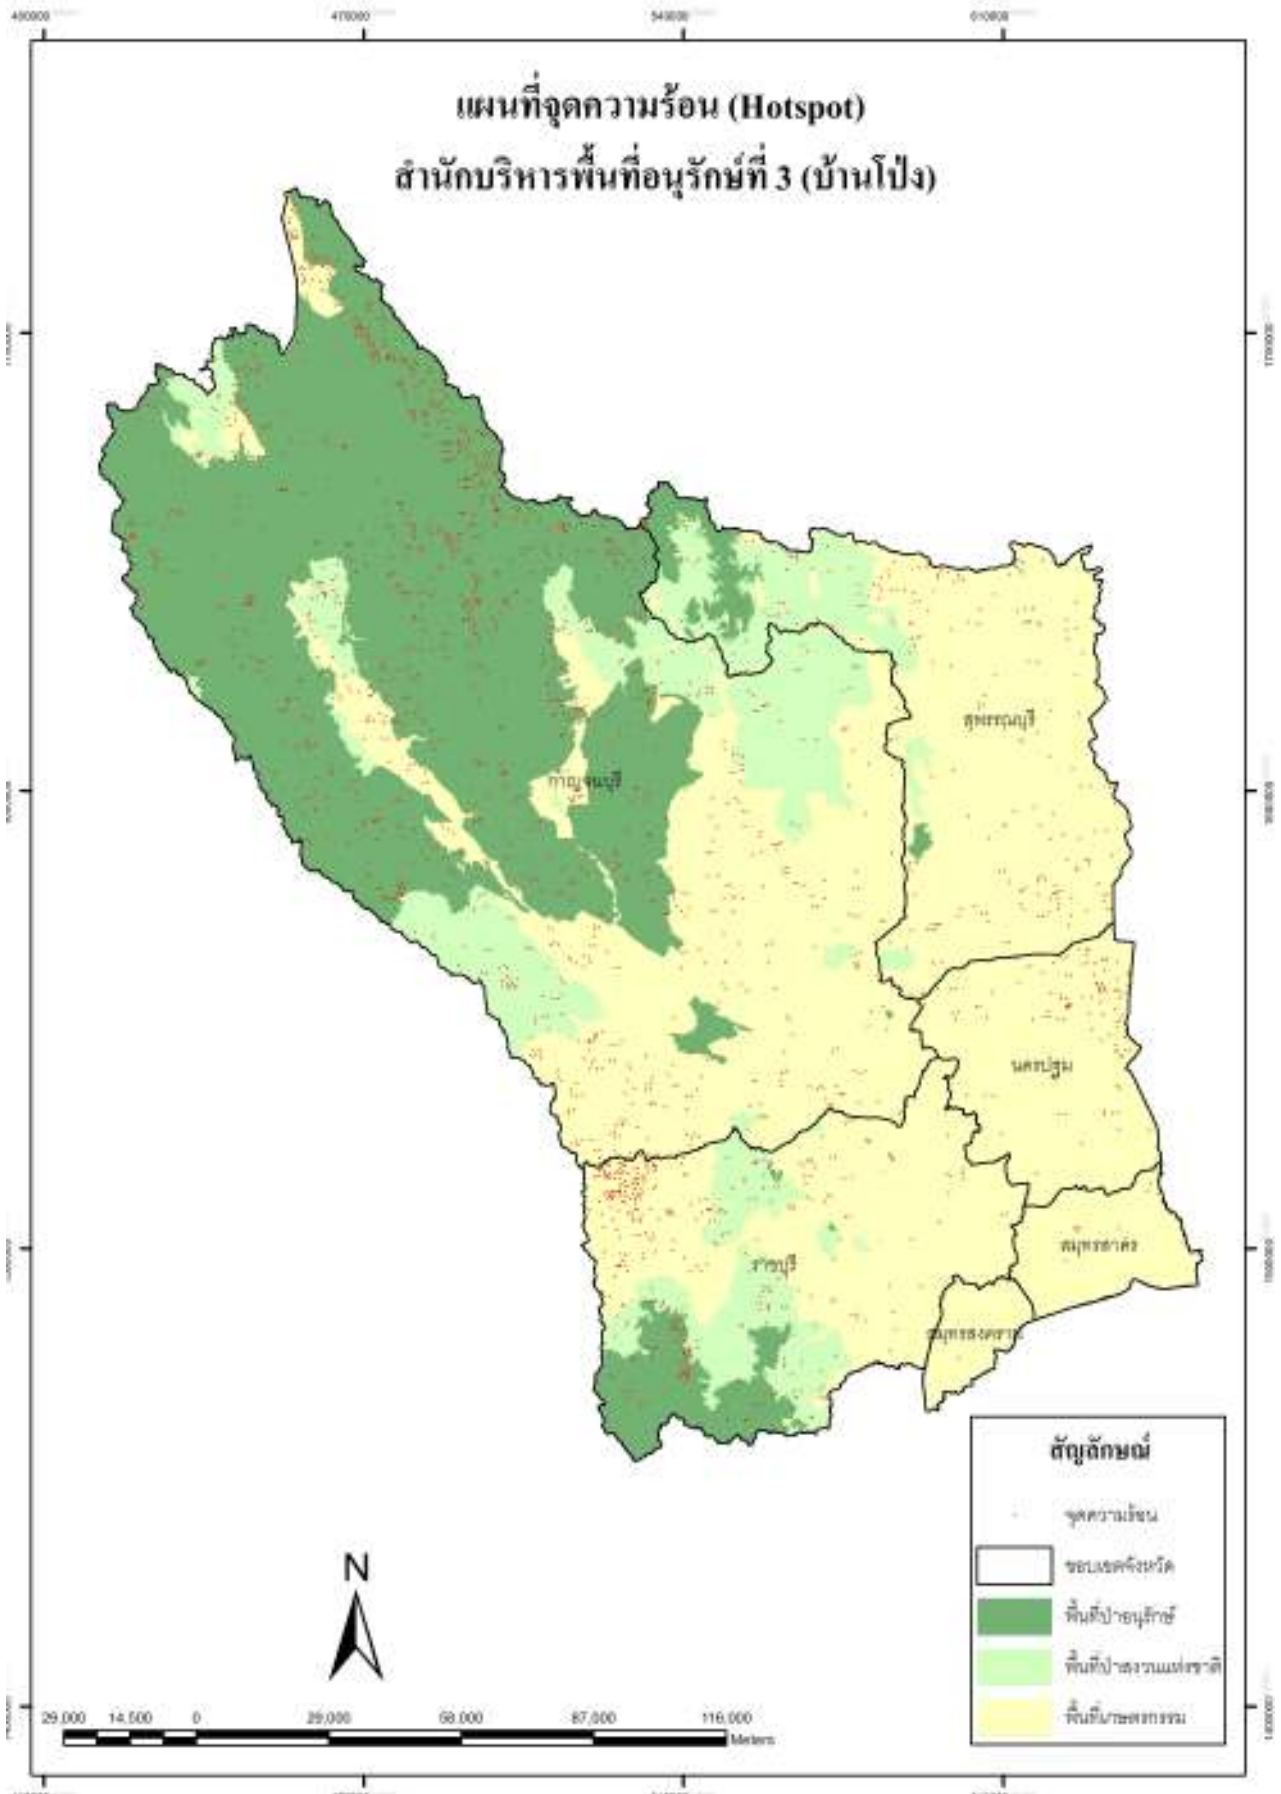 470000
540000
610000
แผนที่จุดความร้อน (Hotspot)
สำนักบริหารพื้นที่อนุรักษ์ที่ 3 (บ้านโป่ง)
สุพรรณบุรี
กาญจนบุรี
นครปฐม
สมุทรสาคร
ราชบุรี
สมุทรสงคราม
สัญลักษณ์
จุดความร้อน
ขอบเขตจังหวัด
พื้นที่ป่าอนุรักษ์
พื้นที่ป่าสงวนแห่งชาติ
พื้นที่เกษตรกรรม
N
29,000 14,500 0 29,000 58,000 87,000 116,000
Meters